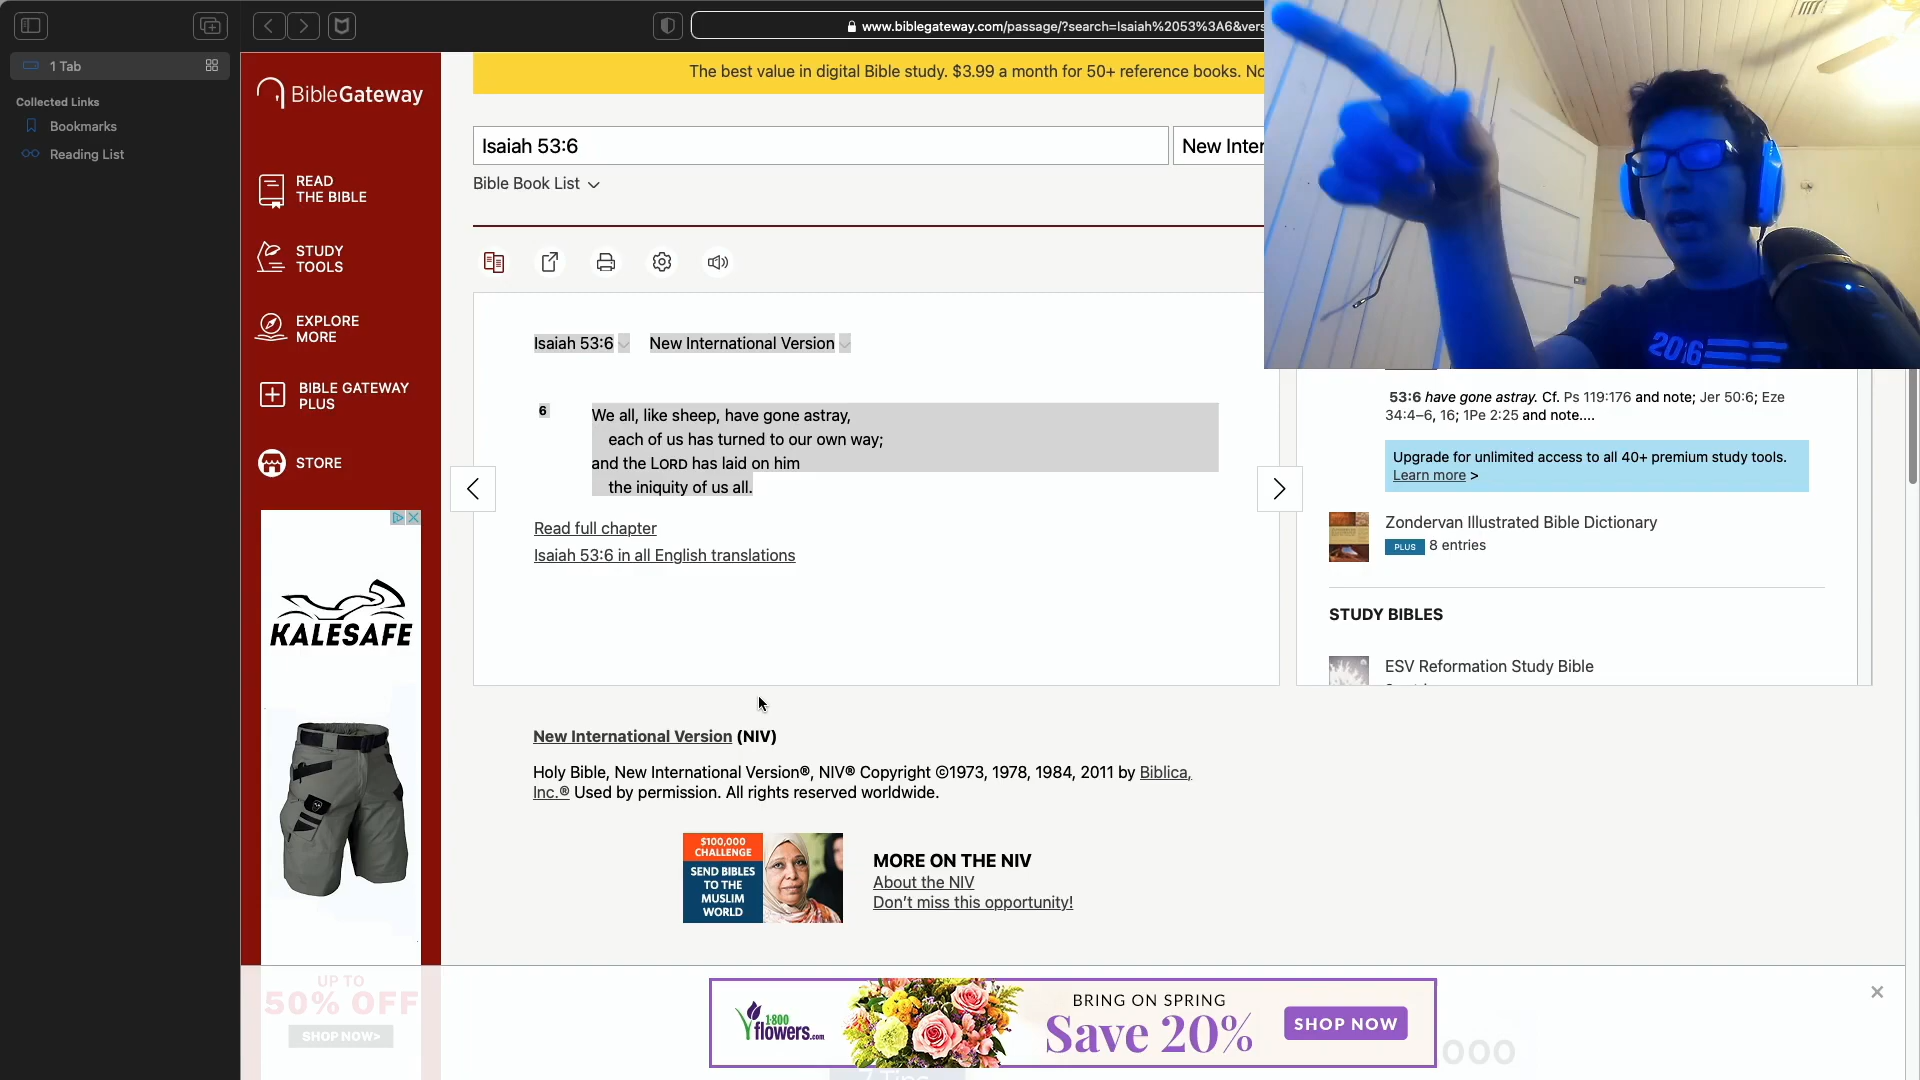 1 Tab
Collected Links
Bookmarks
Reading List
www.biblegateway.com/passage/?search=Isaiah%2053%3A6&vers
BibleGateway
READ
THE BIBLE
STUDY
TOOLS
EXPLORE
MORE
BIBLE GATEWAY
PLUS
STORE
KALESAFE
UP TO
50% OFF
SHOP NOW>
The best value in digital Bible study. $3.99 a month for 50+ reference books. No
Isaiah 53:6
New Inter
Bible Book List
Isaiah 53:6 New International Version
6 We all, like sheep, have gone astray,
each of us has turned to our own way;
and the LORD has laid on him
the iniquity of us all.
Read full chapter
Isaiah 53:6 in all English translations
53:6 have gone astray. Cf. Ps 119:176 and note; Jer 50:6; Eze
34:4–6, 16; 1Pe 2:25 and note....
Upgrade for unlimited access to all 40+ premium study tools.
Learn more >
Zondervan Illustrated Bible Dictionary
PLUS 8 entries
STUDY BIBLES
ESV Reformation Study Bible
New International Version (NIV)
Holy Bible, New International Version®, NIV® Copyright ©1973, 1978, 1984, 2011 by Biblica,
Inc.® Used by permission. All rights reserved worldwide.
$100,000
CHALLENGE
SEND BIBLES
TO THE
MUSLIM
WORLD
MORE ON THE NIV
About the NIV
Don't miss this opportunity!
1·800
flowers.com
BRING ON SPRING
Save 20%
SHOP NOW
2016